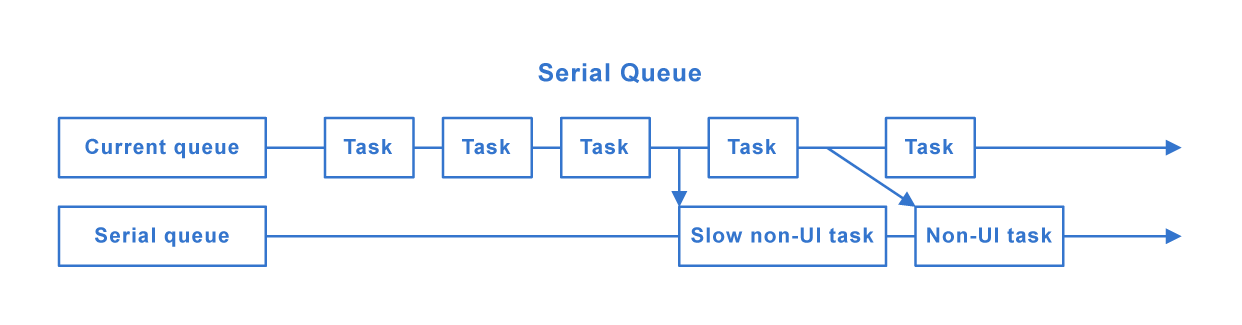 Serial Queue
Current queue
Task
Task
Task
Task
Task
Serial queue
Slow non-UI task
Non-UI task